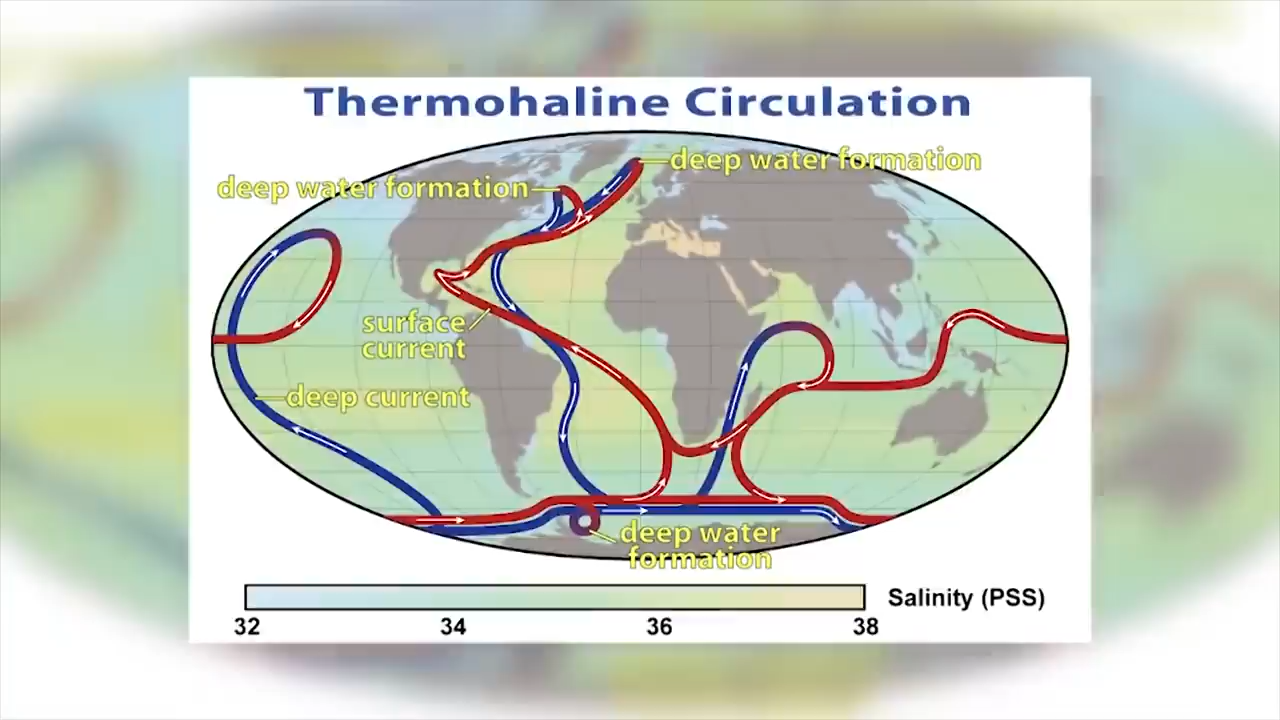 Thermohaline Circulation
deep water formation
deep water formation
surface
current
deep current
deep water
formation
Salinity (PSS)
32 34 36 38